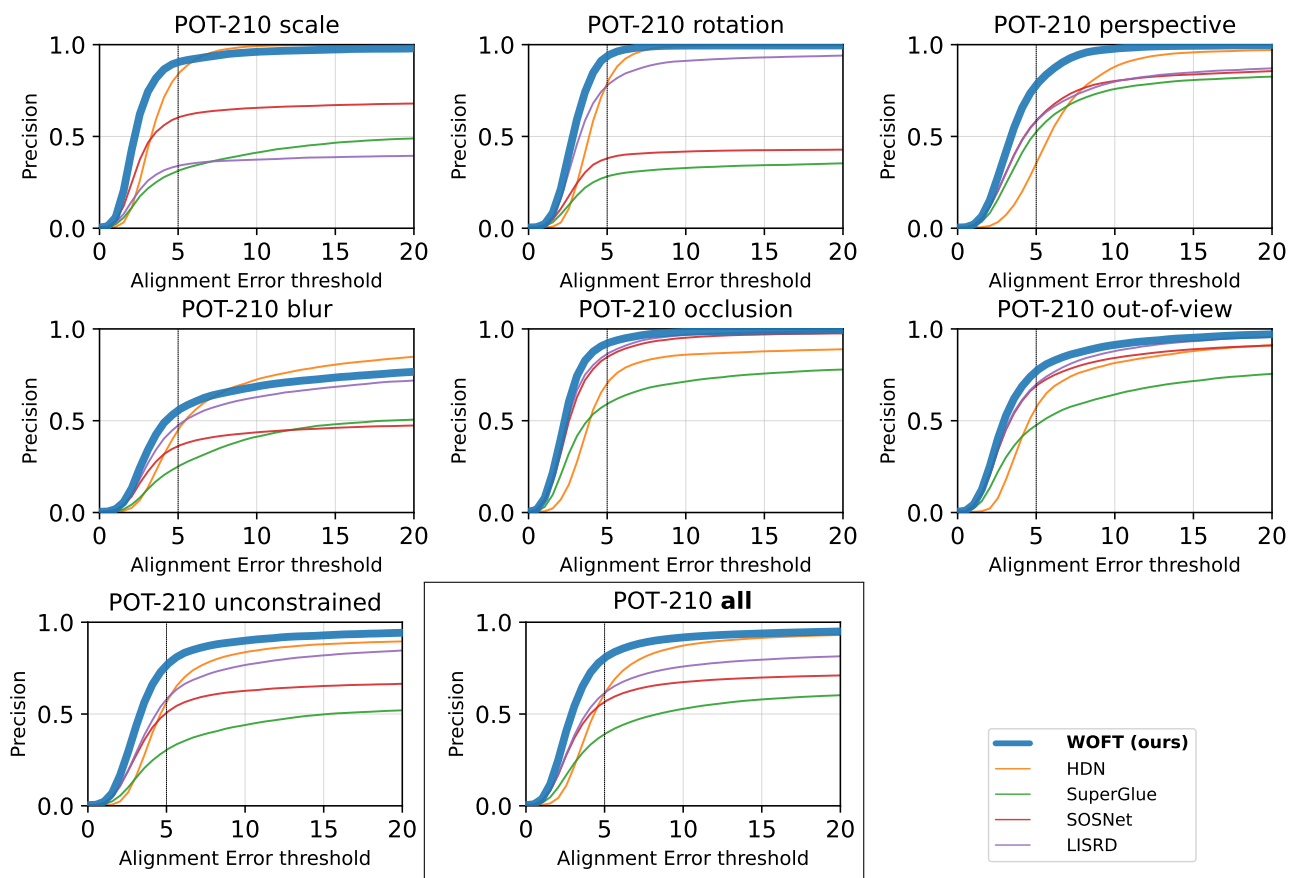 POT-210 scale
1.0
0.5
0.0
Precision
0 5 10 15 20
Alignment Error threshold
POT-210 rotation
1.0
0.5
0.0
Precision
0 5 10 15 20
Alignment Error threshold
POT-210 perspective
1.0
0.5
0.0
Precision
0 5 10 15 20
Alignment Error threshold
POT-210 blur
1.0
0.5
0.0
Precision
0 5 10 15 20
Alignment Error threshold
POT-210 occlusion
1.0
0.5
0.0
Precision
0 5 10 15 20
Alignment Error threshold
POT-210 out-of-view
1.0
0.5
0.0
Precision
0 5 10 15 20
Alignment Error threshold
POT-210 unconstrained
1.0
0.5
0.0
Precision
0 5 10 15 20
Alignment Error threshold
POT-210 all
1.0
0.5
0.0
Precision
0 5 10 15 20
Alignment Error threshold
WOFT (ours)
HDN
SuperGlue
SOSNet
LISRD